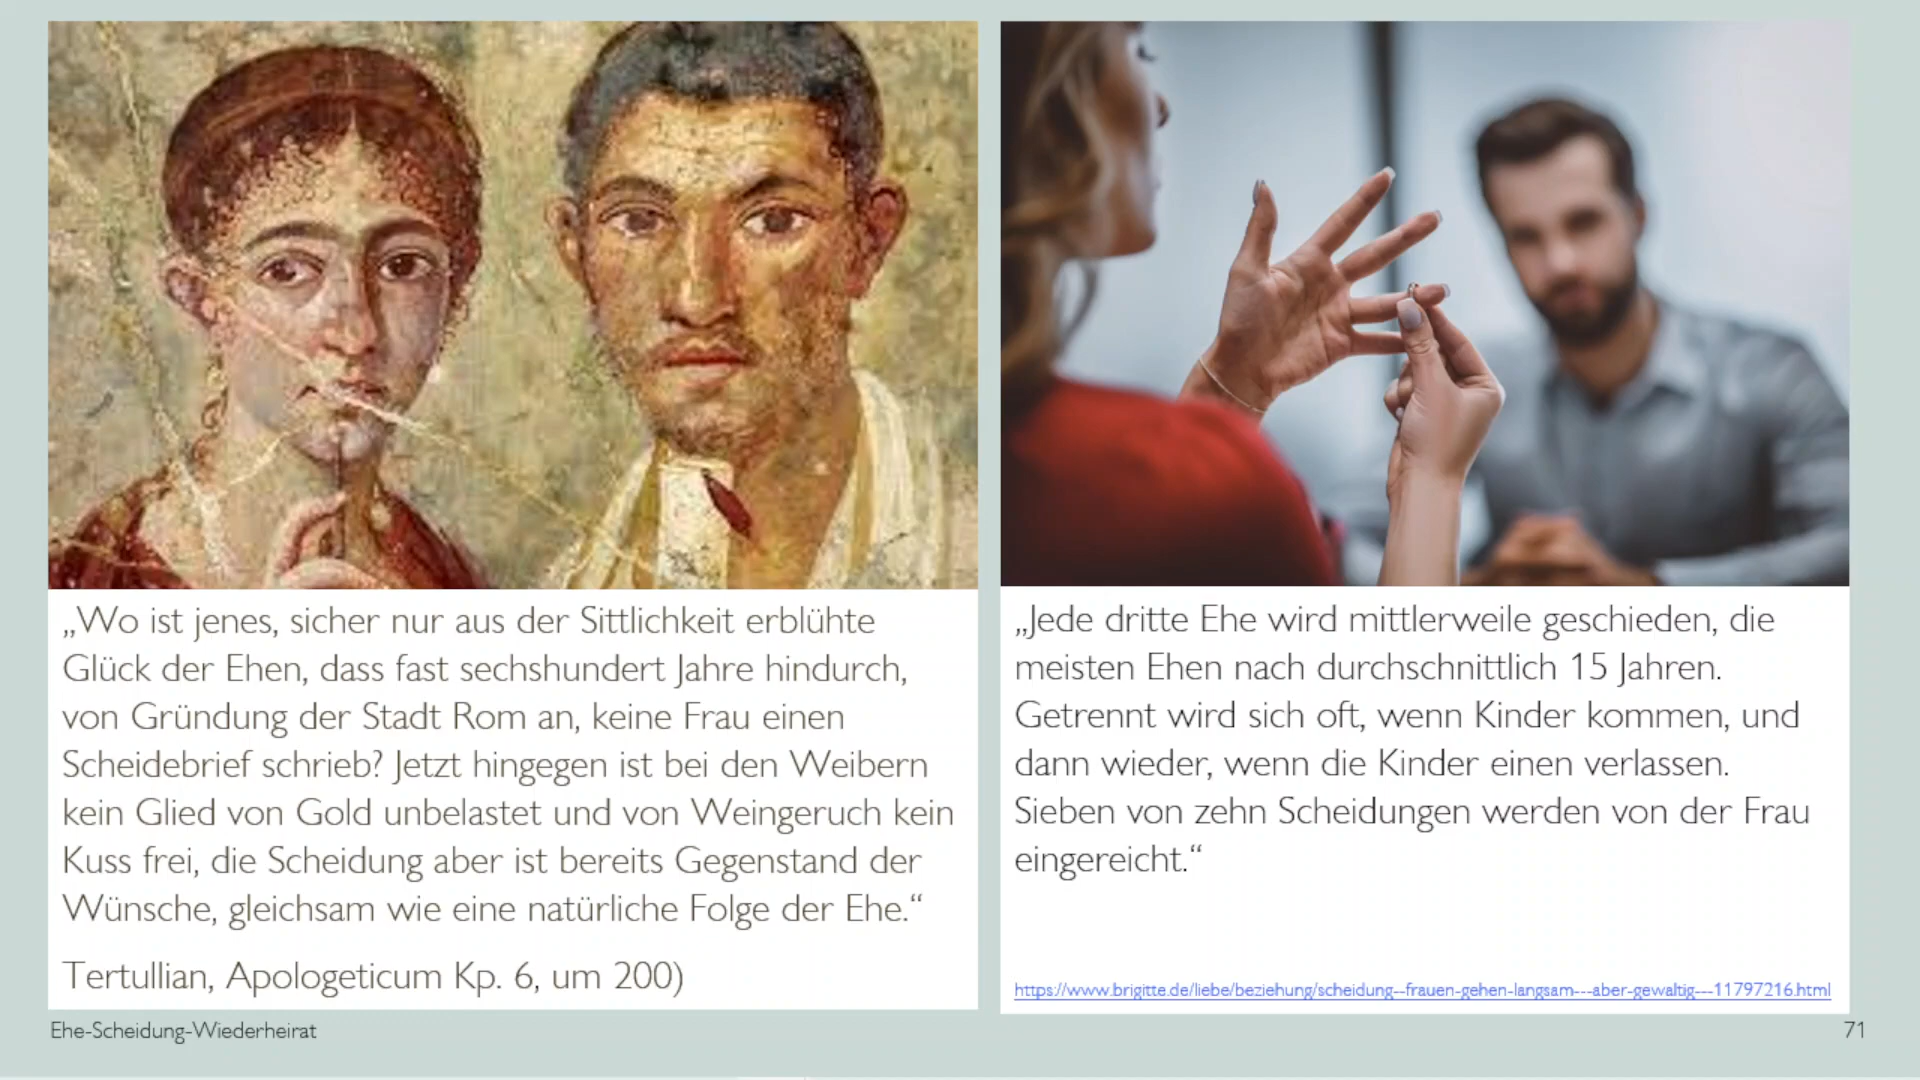 „Wo ist jenes, sicher nur aus der Sittlichkeit erblühte
Glück der Ehen, dass fast sechshundert Jahre hindurch,
von Gründung der Stadt Rom an, keine Frau einen
Scheidebrief schrieb? Jetzt hingegen ist bei den Weibern
kein Glied von Gold unbelastet und von Weingeruch kein
Kuss frei, die Scheidung aber ist bereits Gegenstand der
Wünsche, gleichsam wie eine natürliche Folge der Ehe.“
Tertullian, Apologeticum Kp. 6, um 200)
„Jede dritte Ehe wird mittlerweile geschieden, die
meisten Ehen nach durchschnittlich 15 Jahren.
Getrennt wird sich oft, wenn Kinder kommen, und
dann wieder, wenn die Kinder einen verlassen.
Sieben von zehn Scheidungen werden von der Frau
eingereicht.“
https://www.brigitte.de/liebe/beziehung/scheidung--frauen-gehen-langsam---aber-gewaltig---11797216.html
Ehe-Scheidung-Wiederheirat
71